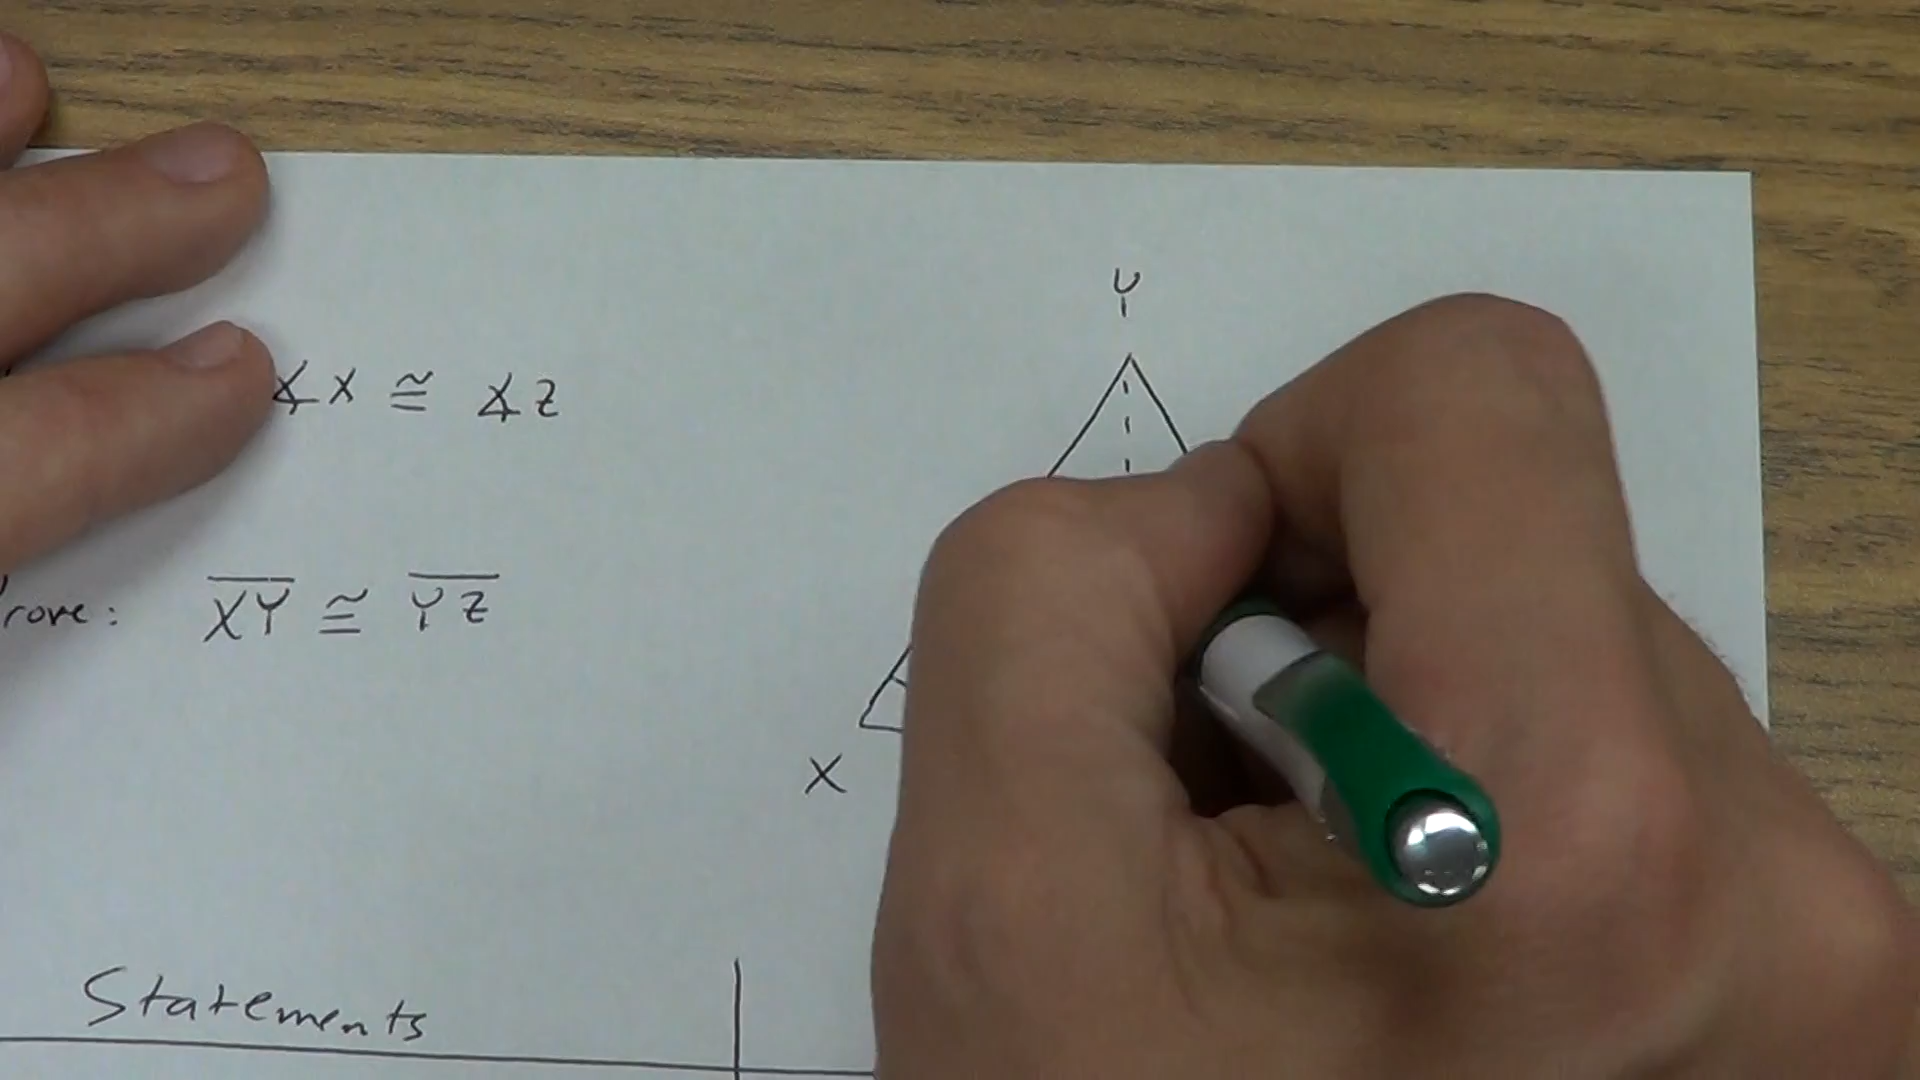 Y
∡X ≅ ∡Z
rove: XY ≅ YZ
X
Statements